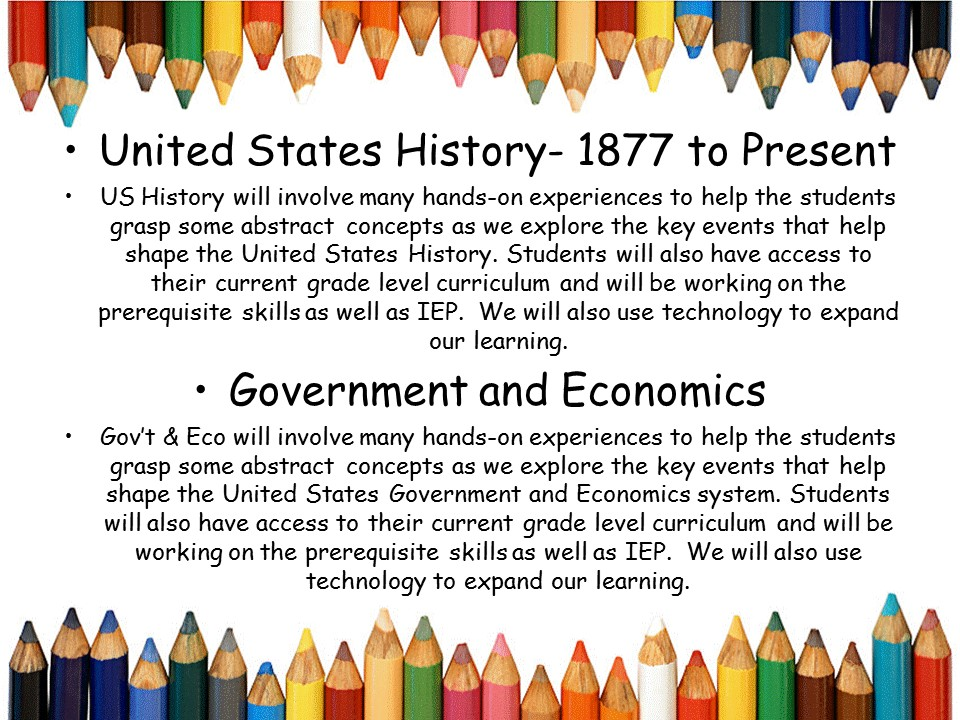 • United States History- 1877 to Present
• US History will involve many hands-on experiences to help the students
grasp some abstract concepts as we explore the key events that help
shape the United States History. Students will also have access to
their current grade level curriculum and will be working on the
prerequisite skills as well as IEP. We will also use technology to expand
our learning.
• Government and Economics
• Gov't & Eco will involve many hands-on experiences to help the students
grasp some abstract concepts as we explore the key events that help
shape the United States Government and Economics system. Students
will also have access to their current grade level curriculum and will be
working on the prerequisite skills as well as IEP. We will also use
technology to expand our learning.